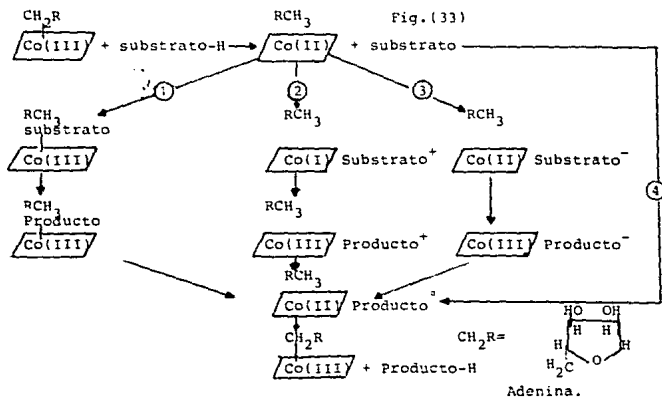 CH2R RCH3 Fig.(33)
Co(III) + substrato-H Co(II) + substrato
1 2 3
RCH3 RCH3 RCH3
substrato
Co(III) Co(I) Substrato+ Co(II) Substrato-
4
RCH3 RCH3
Producto
Co(III) Co(III) Producto+ Co(III) Producto-
RCH3
Co(II) Producto°
HO OH
CH2R CH2R= H H H H
Co(III) + Producto-H H2C O
Adenina.